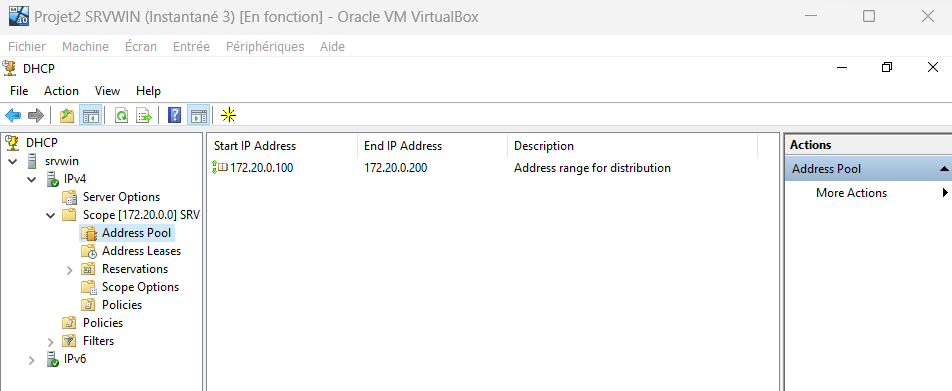 Projet2 SRVWIN (Instantané 3) [En fonction] - Oracle VM VirtualBox
Fichier Machine Écran Entrée Périphériques Aide
DHCP
File Action View Help
DHCP
srvwin
IPv4
Server Options
Scope [172.20.0.0] SRV
Address Pool
Address Leases
Reservations
Scope Options
Policies
Policies
Filters
IPv6
Start IP Address End IP Address Description
172.20.0.100 172.20.0.200 Address range for distribution
Actions
Address Pool
More Actions